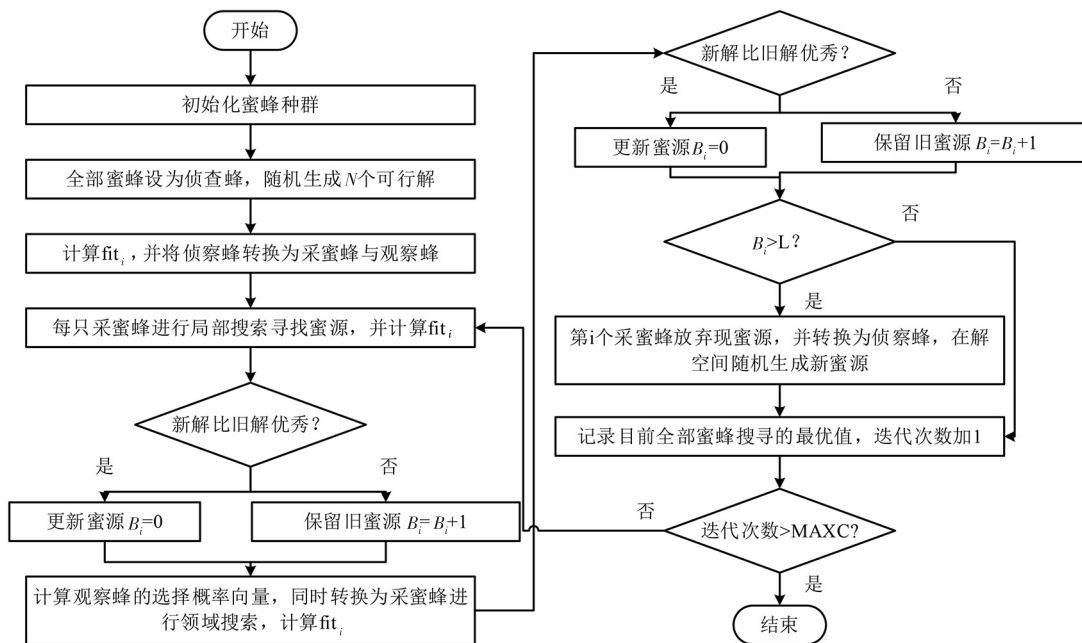 开始
初始化蜜蜂种群
全部蜜蜂设为侦查蜂，随机生成N个可行解
计算fitᵢ，并将侦察蜂转换为采蜜蜂与观察蜂
每只采蜜蜂进行局部搜索寻找蜜源，并计算fitᵢ
新解比旧解优秀？
是
否
更新蜜源Bᵢ=0
保留旧蜜源 Bᵢ=Bᵢ+1
计算观察蜂的选择概率向量，同时转换为采蜜蜂进
行领域搜索，计算fitᵢ
新解比旧解优秀？
是
否
更新蜜源Bᵢ=0
保留旧蜜源 Bᵢ=Bᵢ+1
Bᵢ>L？
否
是
第i个采蜜蜂放弃现蜜源，并转换为侦察蜂，在解
空间随机生成新蜜源
记录目前全部蜜蜂搜寻的最优值，迭代次数加1
迭代次数>MAXC?
否
是
结束